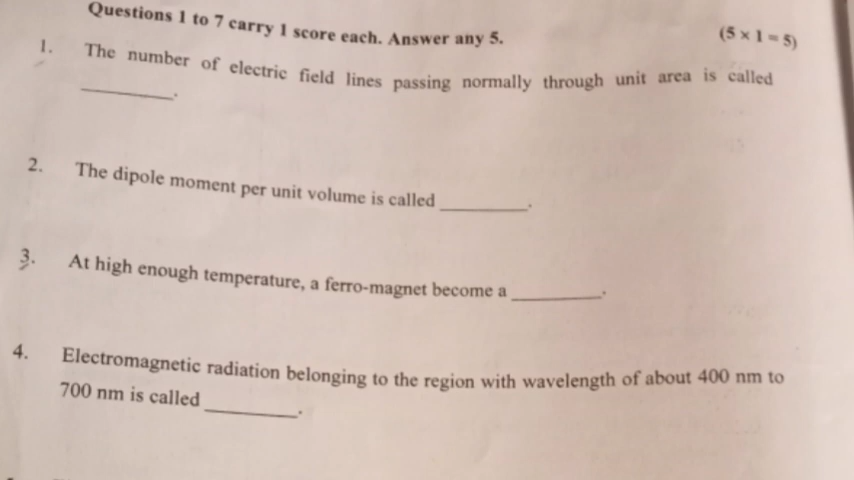 Questions 1 to 7 carry 1 score each. Answer any 5. (5 × 1 = 5)
1. The number of electric field lines passing normally through unit area is called
________.
2. The dipole moment per unit volume is called ________.
3. At high enough temperature, a ferro-magnet become a ________.
4. Electromagnetic radiation belonging to the region with wavelength of about 400 nm to
700 nm is called ________.